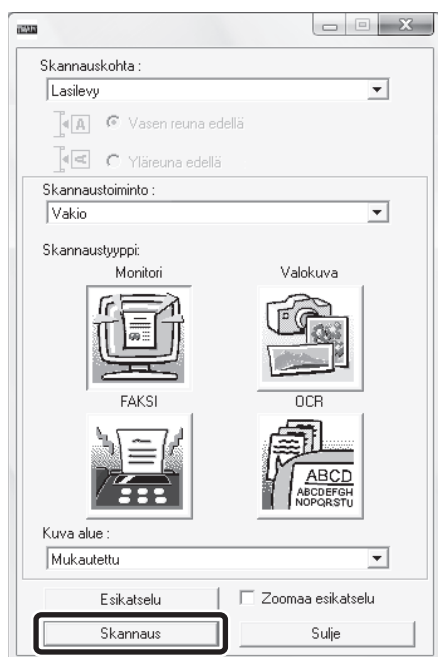 Skannauskohta :
Lasilevy
A Vasen reuna edellä
A Yläreuna edellä
Skannaustoiminto :
Vakio
Skannaustyyppi:
Monitori Valokuva
FAKSI OCR
ABCD
ABCDEFGH
NOPQRSTU
Kuva alue :
Mukautettu
Esikatselu Zoomaa esikatselu
Skannaus Sulje